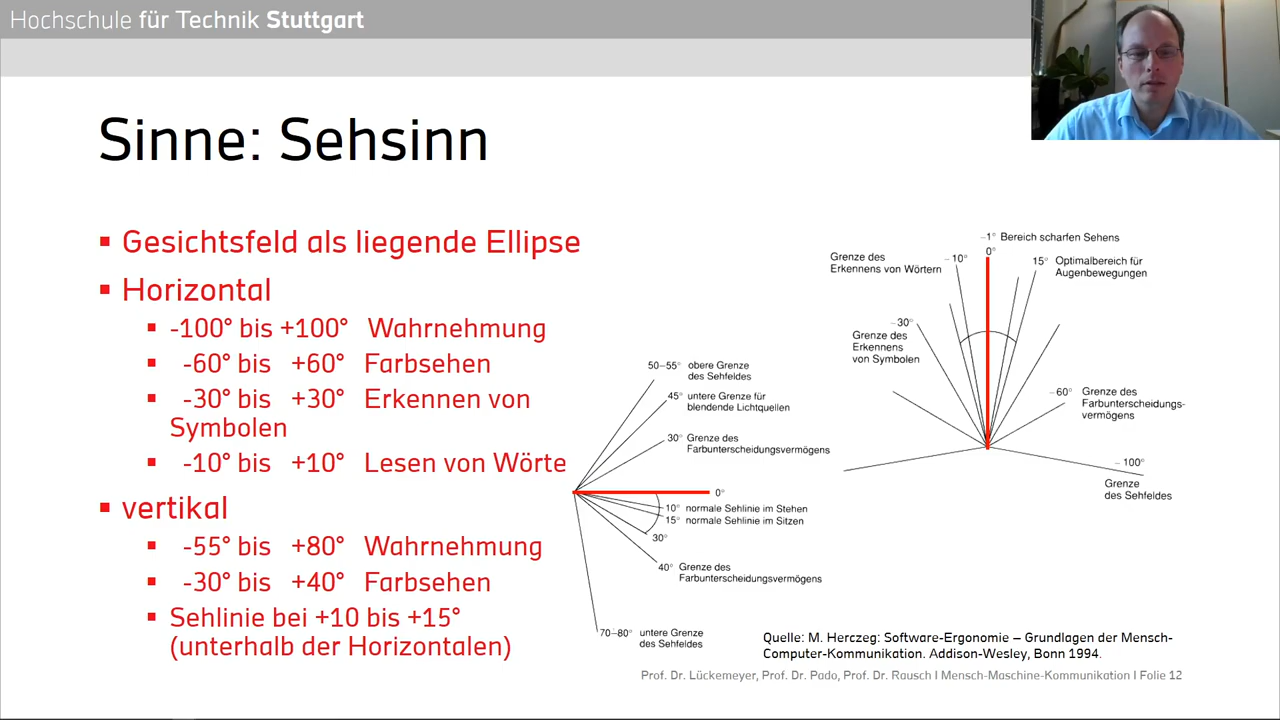 Hochschule für Technik Stuttgart
Sinne: Sehsinn
Gesichtsfeld als liegende Ellipse
Horizontal
-100° bis +100° Wahrnehmung
-60° bis +60° Farbsehen
-30° bis +30° Erkennen von
Symbolen
-10° bis +10° Lesen von Wörte
vertikal
-55° bis +80° Wahrnehmung
-30° bis +40° Farbsehen
Sehlinie bei +10 bis +15°
(unterhalb der Horizontalen)
50–55° obere Grenze
des Sehfeldes
45° untere Grenze für
blendende Lichtquellen
30° Grenze des
Farbunterscheidungsvermögens
0°
10° normale Sehlinie im Stehen
15° normale Sehlinie im Sitzen
30°
40° Grenze des
Farbunterscheidungsvermögens
70–80° untere Grenze
des Sehfeldes
–1° Bereich scharfen Sehens
0°
Grenze des
Erkennens von Wörtern
–10°
15° Optimalbereich für
Augenbewegungen
–30°
Grenze des
Erkennens
von Symbolen
–60° Grenze des
Farbunterscheidungs-
vermögens
–100°
Grenze
des Sehfeldes
Quelle: M. Herczeg: Software-Ergonomie – Grundlagen der Mensch-
Computer-Kommunikation. Addison-Wesley, Bonn 1994.
Prof. Dr. Lückemeyer, Prof. Dr. Pado, Prof. Dr. Rausch I Mensch-Maschine-Kommunikation I Folie 12